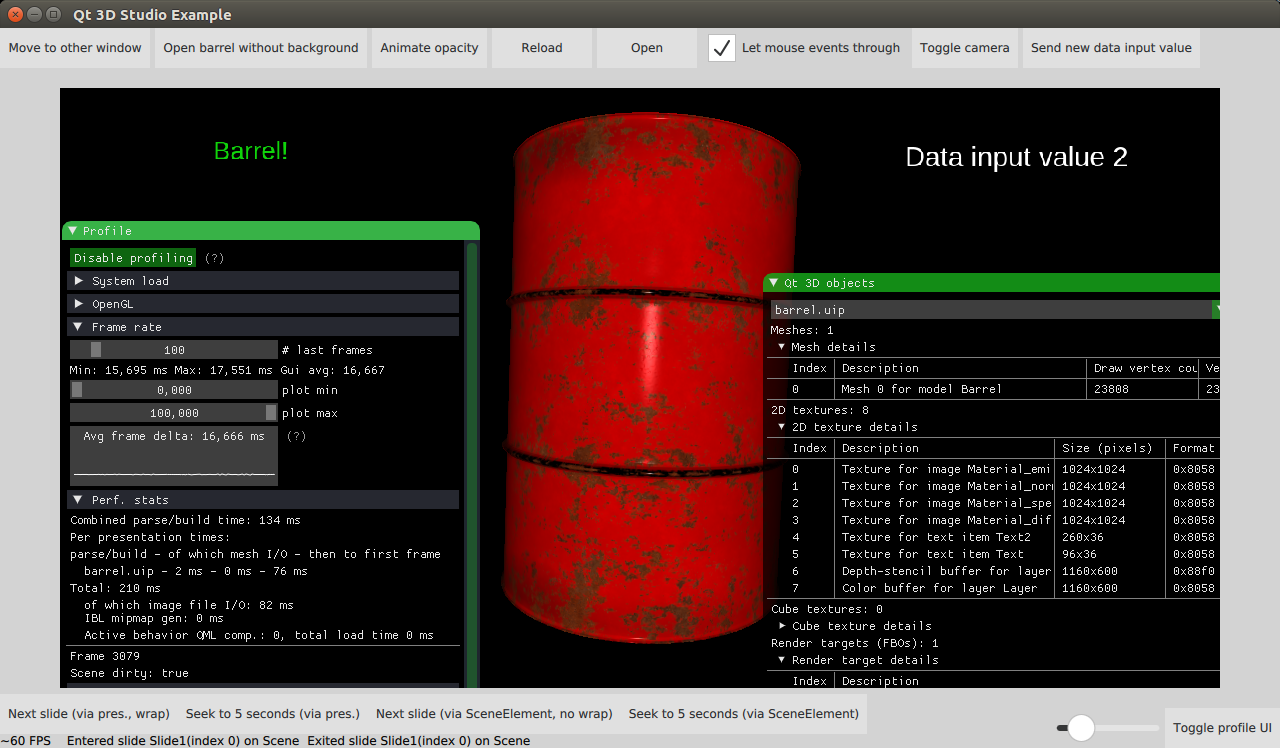 Qt 3D Studio Example
Move to other window Open barrel without background Animate opacity Reload Open Let mouse events through Toggle camera Send new data input value
Barrel!
Data input value 2
Profile
Disable profiling (?)
System load
OpenGL
Frame rate
100 # last frames
Min: 15,695 ms Max: 17,551 ms Gui avg: 16,667
0,000 plot min
100,000 plot max
Avg frame delta: 16,666 ms (?)
Perf. stats
Combined parse/build time: 134 ms
Per presentation times:
parse/build - of which mesh I/O - then to first frame
barrel.uip - 2 ms - 0 ms - 76 ms
Total: 210 ms
of which image file I/O: 82 ms
IBL mipmap gen: 0 ms
Active behavior QML comp.: 0, total load time 0 ms
Frame 3079
Scene dirty: true
Qt 3D objects
barrel.uip
Meshes: 1
Mesh details
Index Description Draw vertex cou Ve
0 Mesh 0 for model Barrel 23808 23
2D textures: 8
2D texture details
Index Description Size (pixels) Format
0 Texture for image Material_emi 1024x1024 0x8058
1 Texture for image Material_nor 1024x1024 0x8058
2 Texture for image Material_spe 1024x1024 0x8058
3 Texture for image Material_dif 1024x1024 0x8058
4 Texture for text item Text2 260x36 0x8058
5 Texture for text item Text 96x36 0x8058
6 Depth-stencil buffer for layer 1160x600 0x88f0
7 Color buffer for layer Layer 1160x600 0x8058
Cube textures: 0
Cube texture details
Render targets (FBOs): 1
Render target details
Index Description
Next slide (via pres., wrap) Seek to 5 seconds (via pres.) Next slide (via SceneElement, no wrap) Seek to 5 seconds (via SceneElement)
Toggle profile UI
~60 FPS Entered slide Slide1(index 0) on Scene Exited slide Slide1(index 0) on Scene